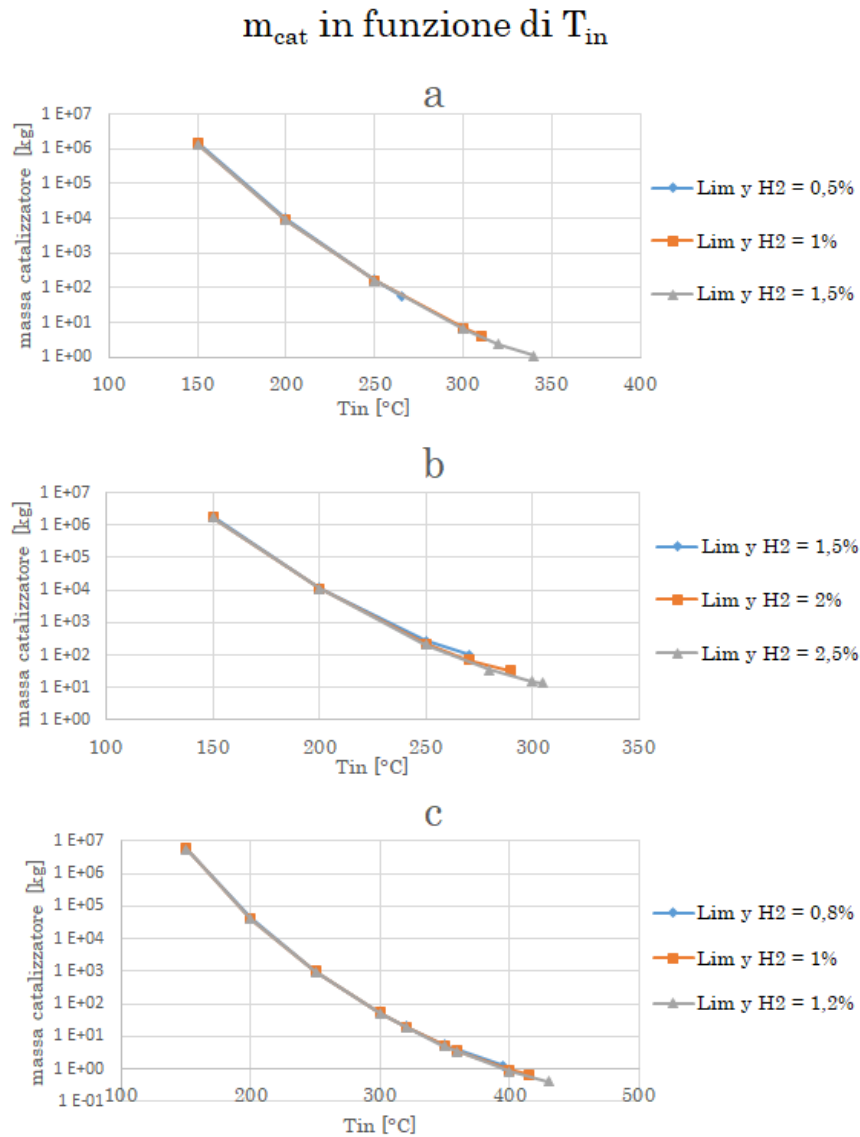 m_cat in funzione di T_in
a
massa catalizzatore [kg]
1 E+07
1 E+06
1 E+05
1 E+04
1 E+03
1 E+02
1 E+01
1 E+00
100 150 200 250 300 350 400
Tin [°C]
Lim y H2 = 0,5%
Lim y H2 = 1%
Lim y H2 = 1,5%
b
massa catalizzatore [kg]
1 E+07
1 E+06
1 E+05
1 E+04
1 E+03
1 E+02
1 E+01
1 E+00
100 150 200 250 300 350
Tin [°C]
Lim y H2 = 1,5%
Lim y H2 = 2%
Lim y H2 = 2,5%
c
massa catalizzatore [kg]
1 E+07
1 E+06
1 E+05
1 E+04
1 E+03
1 E+02
1 E+01
1 E+00
1 E-01
100 200 300 400 500
Tin [°C]
Lim y H2 = 0,8%
Lim y H2 = 1%
Lim y H2 = 1,2%